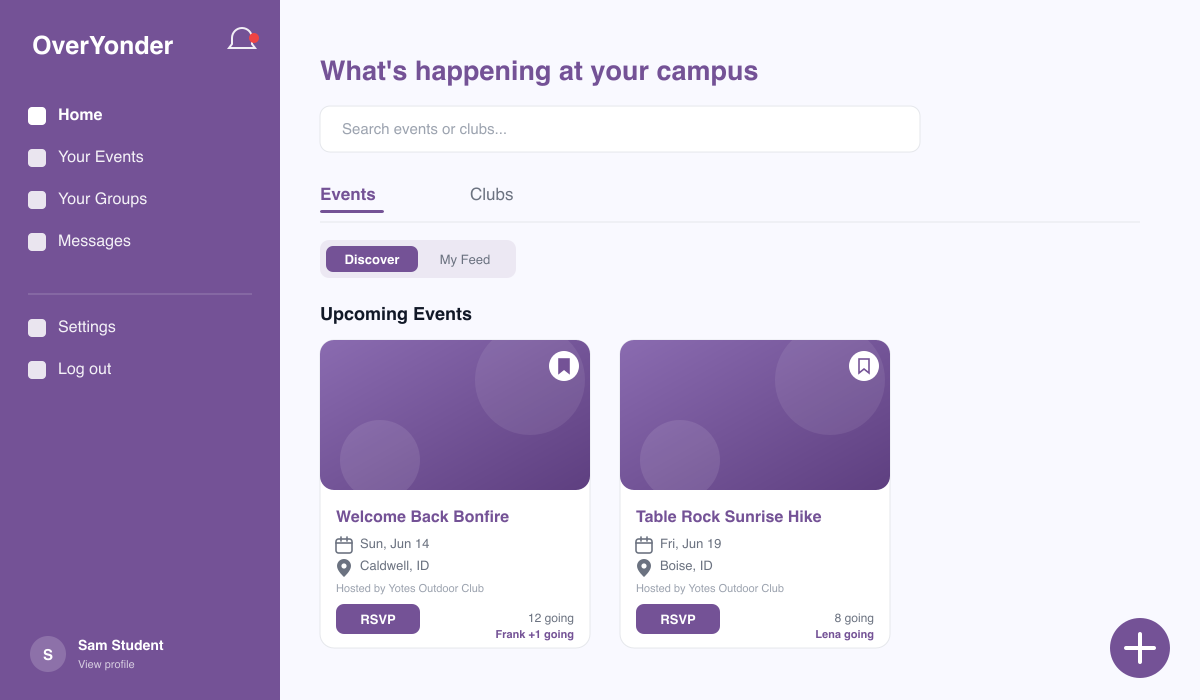 OverYonder
Home
Your Events
Your Groups
Messages
Settings
Log out
S
Sam Student
View profile
What's happening at your campus
Search events or clubs...
Events
Clubs
Discover
My Feed
Upcoming Events
Welcome Back Bonfire
Sun, Jun 14
Caldwell, ID
Hosted by Yotes Outdoor Club
RSVP
12 going
Frank +1 going
Table Rock Sunrise Hike
Fri, Jun 19
Boise, ID
Hosted by Yotes Outdoor Club
RSVP
8 going
Lena going